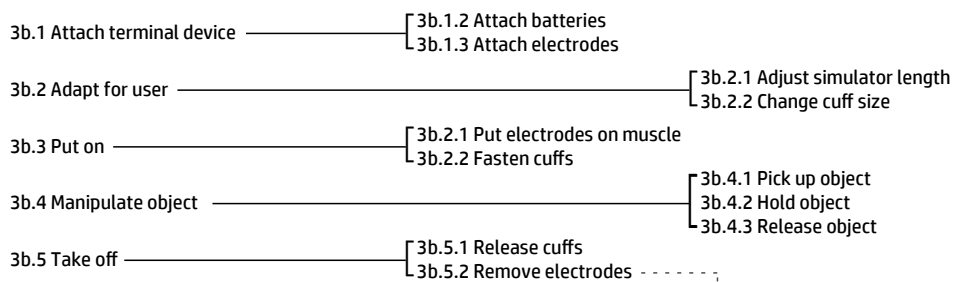 3b.1 Attach terminal device
3b.1.2 Attach batteries
3b.1.3 Attach electrodes
3b.2 Adapt for user
3b.2.1 Adjust simulator length
3b.2.2 Change cuff size
3b.3 Put on
3b.2.1 Put electrodes on muscle
3b.2.2 Fasten cuffs
3b.4 Manipulate object
3b.4.1 Pick up object
3b.4.2 Hold object
3b.4.3 Release object
3b.5 Take off
3b.5.1 Release cuffs
3b.5.2 Remove electrodes